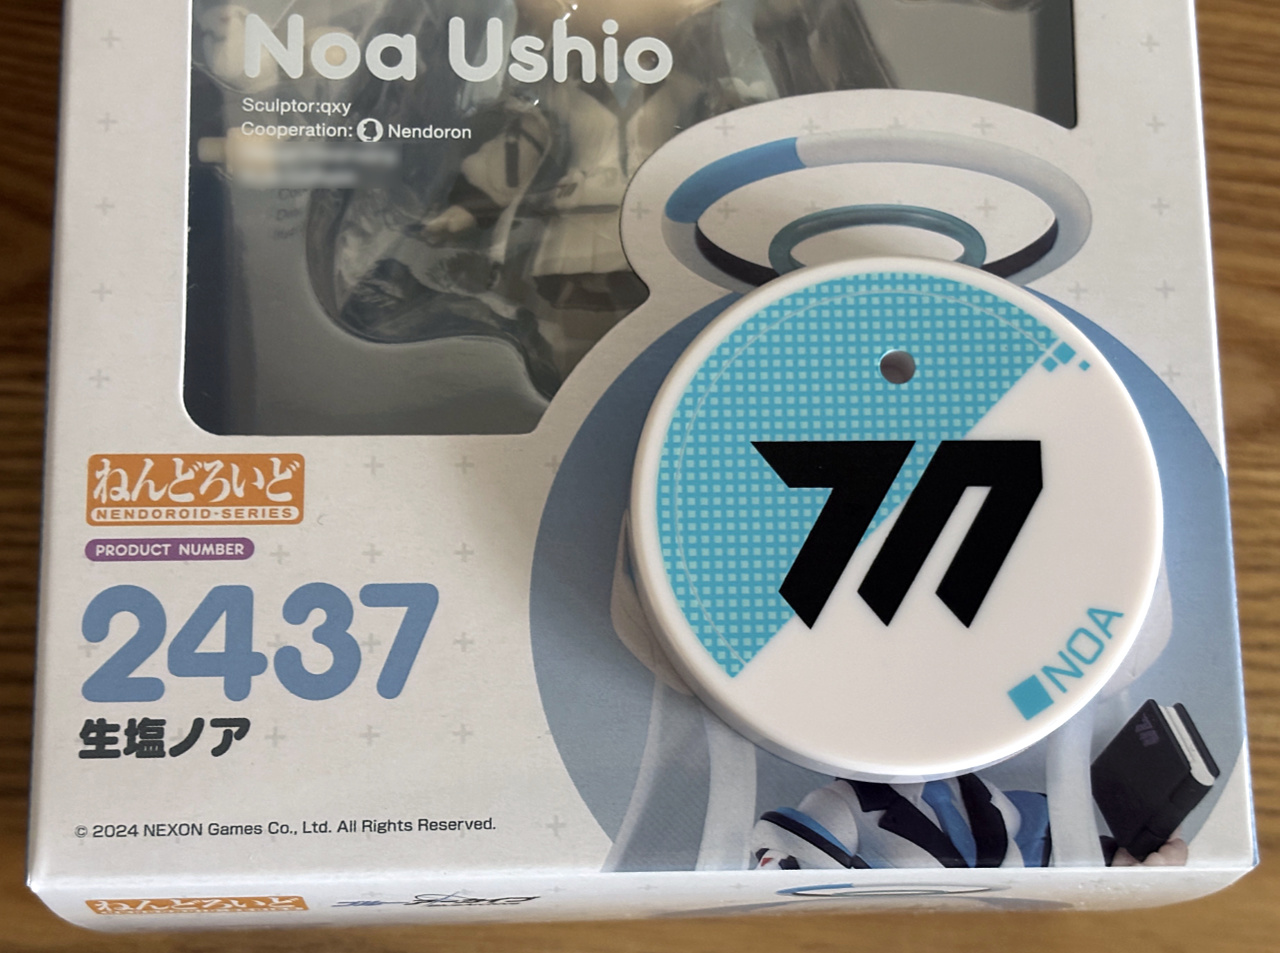 Noa Ushio
Sculptor:qxy
Cooperation: Nendoron
ねんどろいど
NENDOROID-SERIES
PRODUCT NUMBER
2437
生塩ノア
© 2024 NEXON Games Co., Ltd. All Rights Reserved.
NOA
ねんどろいど